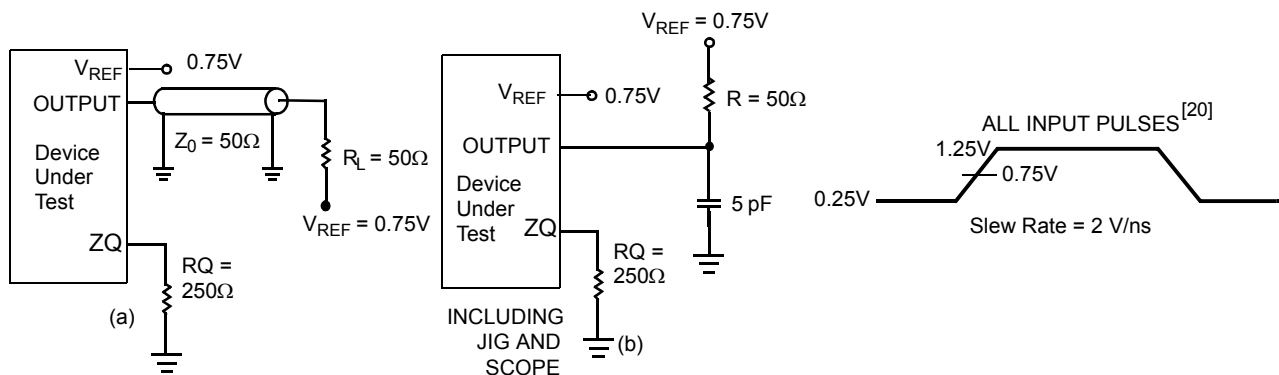 VREF
0.75V
OUTPUT
Z0 = 50Ω
Device
Under
Test
RL = 50Ω
VREF = 0.75V
ZQ
RQ =
250Ω
(a)
VREF = 0.75V
VREF
0.75V
R = 50Ω
OUTPUT
Device
Under
Test
5 pF
ZQ
RQ =
250Ω
INCLUDING
JIG AND
SCOPE
(b)
ALL INPUT PULSES[20]
1.25V
0.75V
0.25V
Slew Rate = 2 V/ns